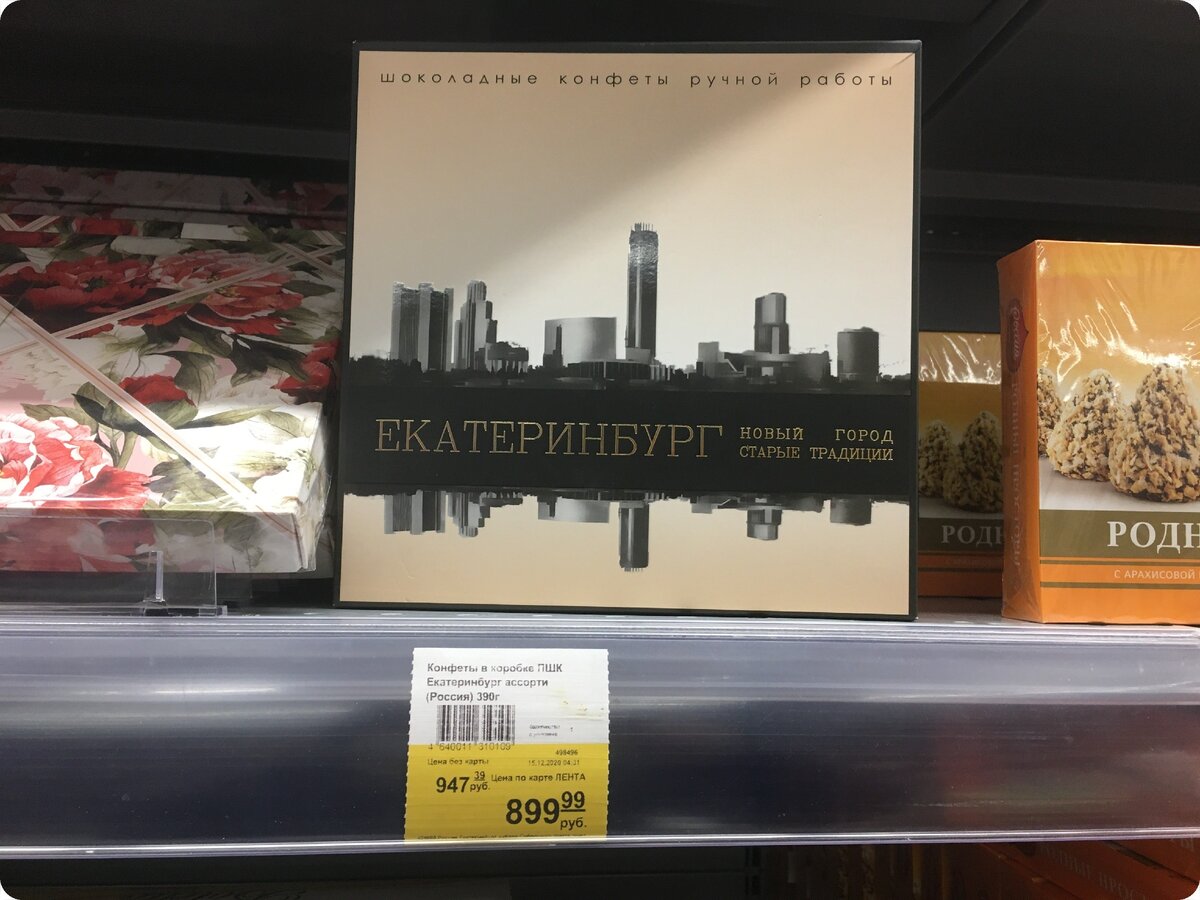 шоколадные конфеты ручной работы
ЕКАТЕРИНБУРГ
НОВЫЙ ГОРОД
СТАРЫЕ ТРАДИЦИИ
РОДН
РОДН
С АРАХИСОВОЙ
Конфеты в коробке ПШК
Екатеринбург ассорти
(Россия) 390г
4 640011 310109
498496
Цена без карты
15.12.2020 04:31
947 39 руб.
Цена по карте ЛЕНТА
899 99 руб.